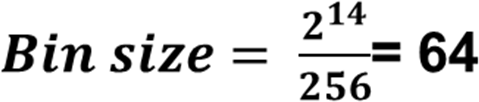 Bin size = 2^14/256 = 64